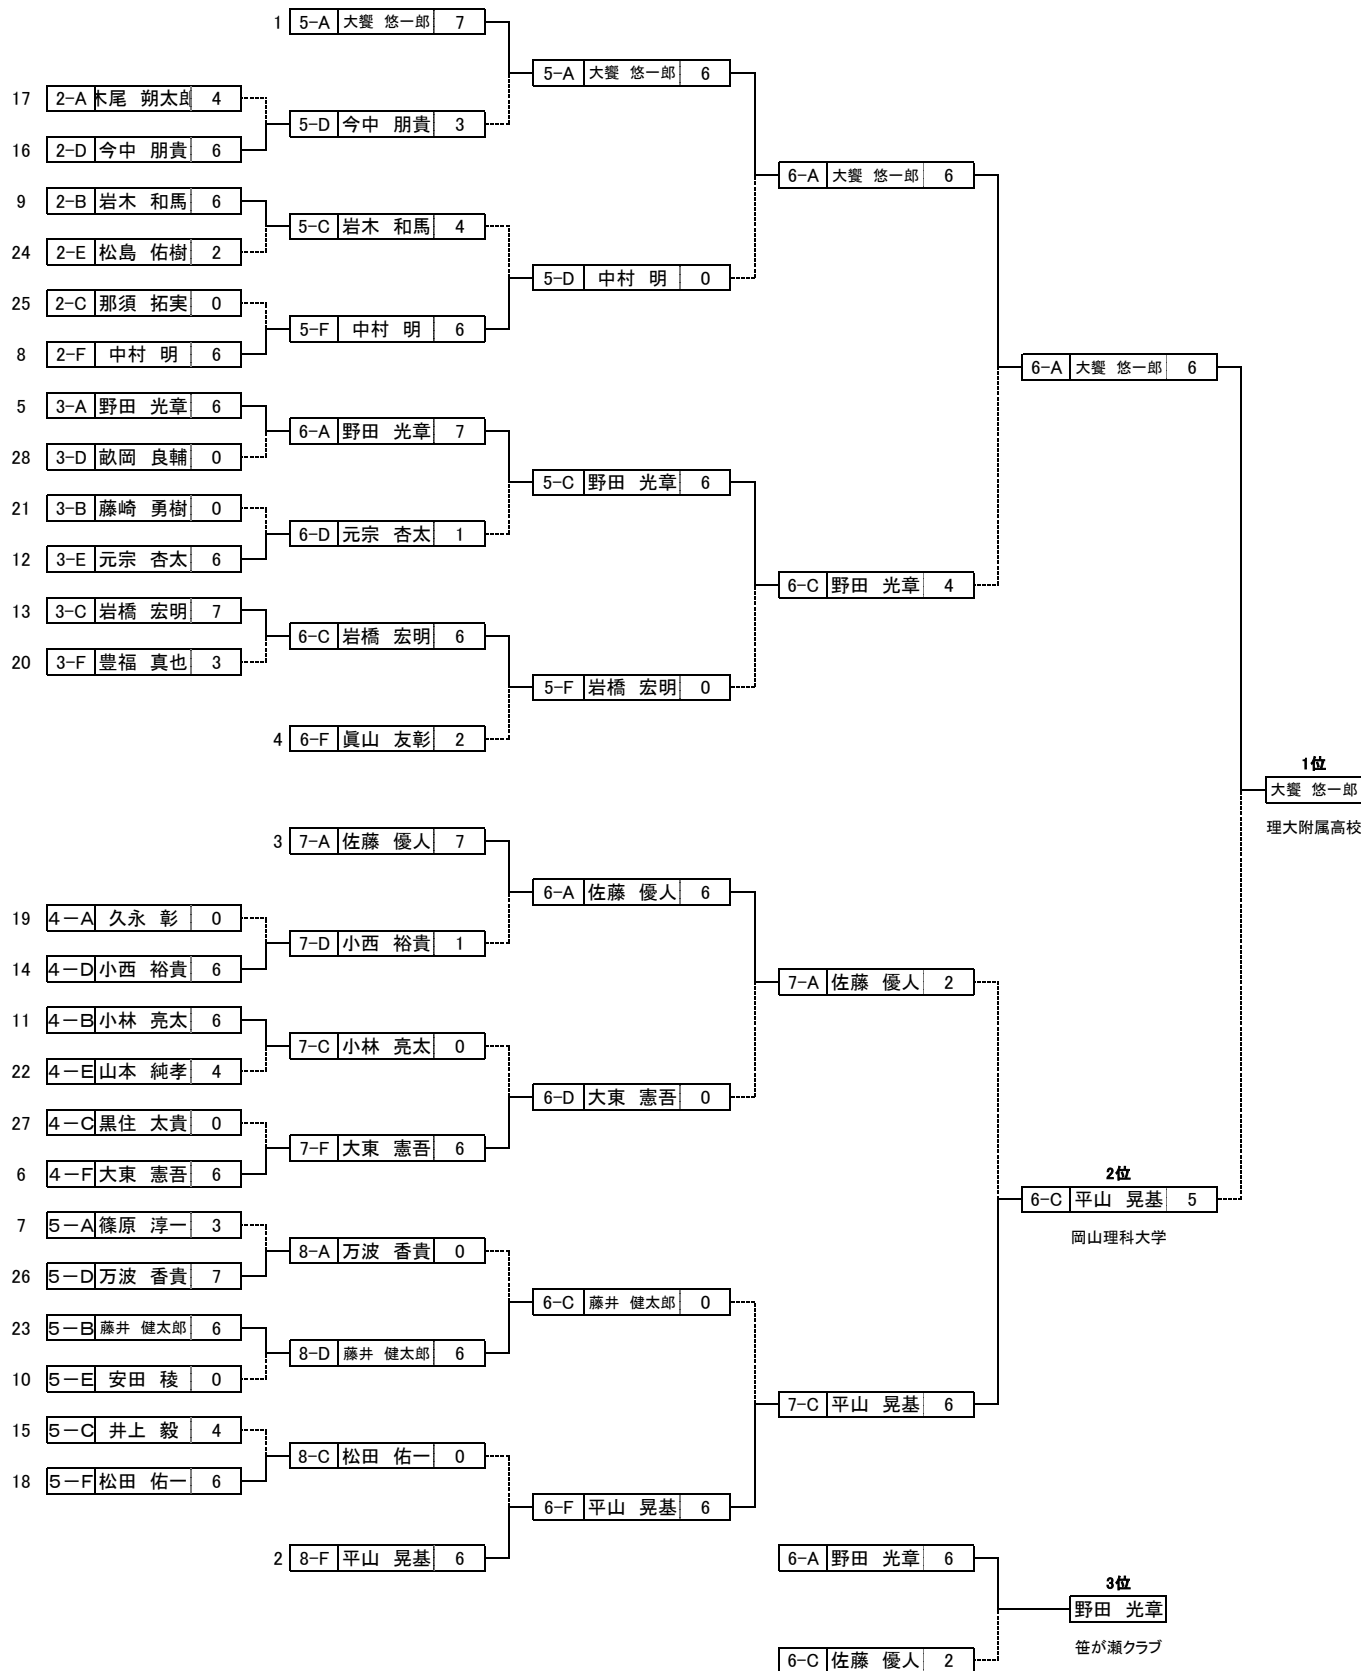 1 5-A 大饗 悠一郎 7
5-A 大饗 悠一郎 6
17 2-A 木尾 朔太郎 4
5-D 今中 朋貴 3
16 2-D 今中 朋貴 6
6-A 大饗 悠一郎 6
9 2-B 岩木 和馬 6
5-C 岩木 和馬 4
24 2-E 松島 佑樹 2
5-D 中村 明 0
25 2-C 那須 拓実 0
5-F 中村 明 6
8 2-F 中村 明 6
6-A 大饗 悠一郎 6
5 3-A 野田 光章 6
6-A 野田 光章 7
28 3-D 畝岡 良輔 0
5-C 野田 光章 6
21 3-B 藤崎 勇樹 0
6-D 元宗 杏太 1
12 3-E 元宗 杏太 6
6-C 野田 光章 4
13 3-C 岩橋 宏明 7
6-C 岩橋 宏明 6
20 3-F 豊福 真也 3
5-F 岩橋 宏明 0
4 6-F 眞山 友彰 2
1位
大饗 悠一郎
理大附属高校
3 7-A 佐藤 優人 7
6-A 佐藤 優人 6
19 4-A 久永 彰 0
7-D 小西 裕貴 1
14 4-D 小西 裕貴 6
7-A 佐藤 優人 2
11 4-B 小林 亮太 6
7-C 小林 亮太 0
22 4-E 山本 純孝 4
6-D 大東 憲吾 0
27 4-C 黒住 太貴 0
7-F 大東 憲吾 6
6 4-F 大東 憲吾 6
2位
6-C 平山 晃基 5
岡山理科大学
7 5-A 篠原 淳一 3
8-A 万波 香貴 0
26 5-D 万波 香貴 7
6-C 藤井 健太郎 0
23 5-B 藤井 健太郎 6
8-D 藤井 健太郎 6
10 5-E 安田 稜 0
7-C 平山 晃基 6
15 5-C 井上 毅 4
8-C 松田 佑一 0
18 5-F 松田 佑一 6
6-F 平山 晃基 6
2 8-F 平山 晃基 6
6-A 野田 光章 6
3位
野田 光章
笹が瀬クラブ
6-C 佐藤 優人 2